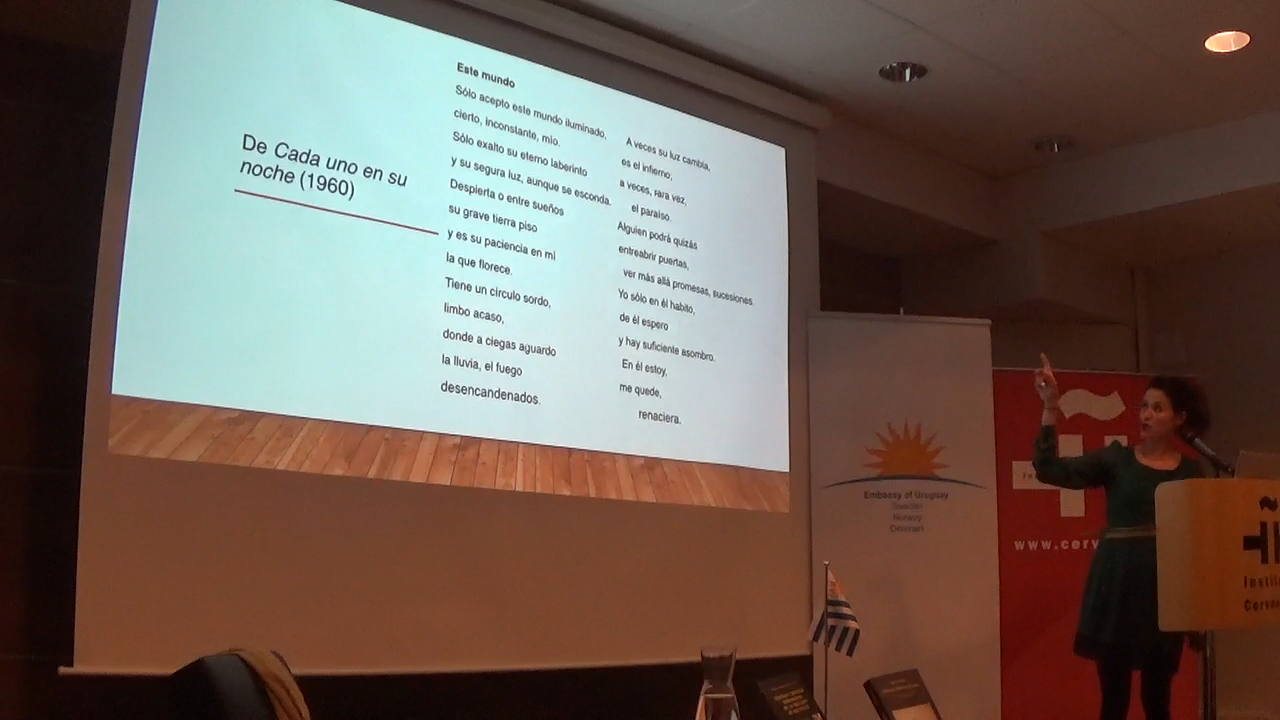 De Cada uno en su
noche (1960)
Este mundo
Sólo acepto este mundo iluminado,
cierto, inconstante, mío.
Sólo exalto su eterno laberinto
y su segura luz, aunque se esconda.
Despierta o entre sueños
su grave tierra piso
y es su paciencia en mí
la que florece.
Tiene un círculo sordo,
limbo acaso,
donde a ciegas aguardo
la lluvia, el fuego
desencandenados.
A veces su luz cambia,
es el infierno;
a veces, rara vez,
el paraíso.
Alguien podrá quizás
entreabrir puertas,
ver más allá promesas, sucesiones.
Yo sólo en él habito,
de él espero
y hay suficiente asombro.
En él estoy,
me quede,
renaciera.
Embassy of Uruguay
Sweden
Norway
Denmark
www.cerv
Instit
Cerva